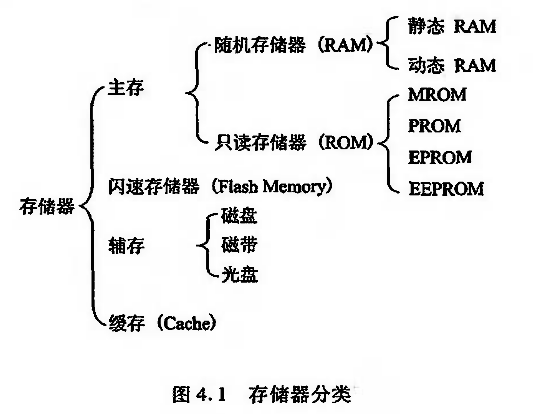 存储器
主存
随机存储器 (RAM)
静态 RAM
动态 RAM
只读存储器 (ROM)
MROM
PROM
EPROM
EEPROM
闪速存储器 (Flash Memory)
辅存
磁盘
磁带
光盘
缓存 (Cache)
图 4.1 存储器分类